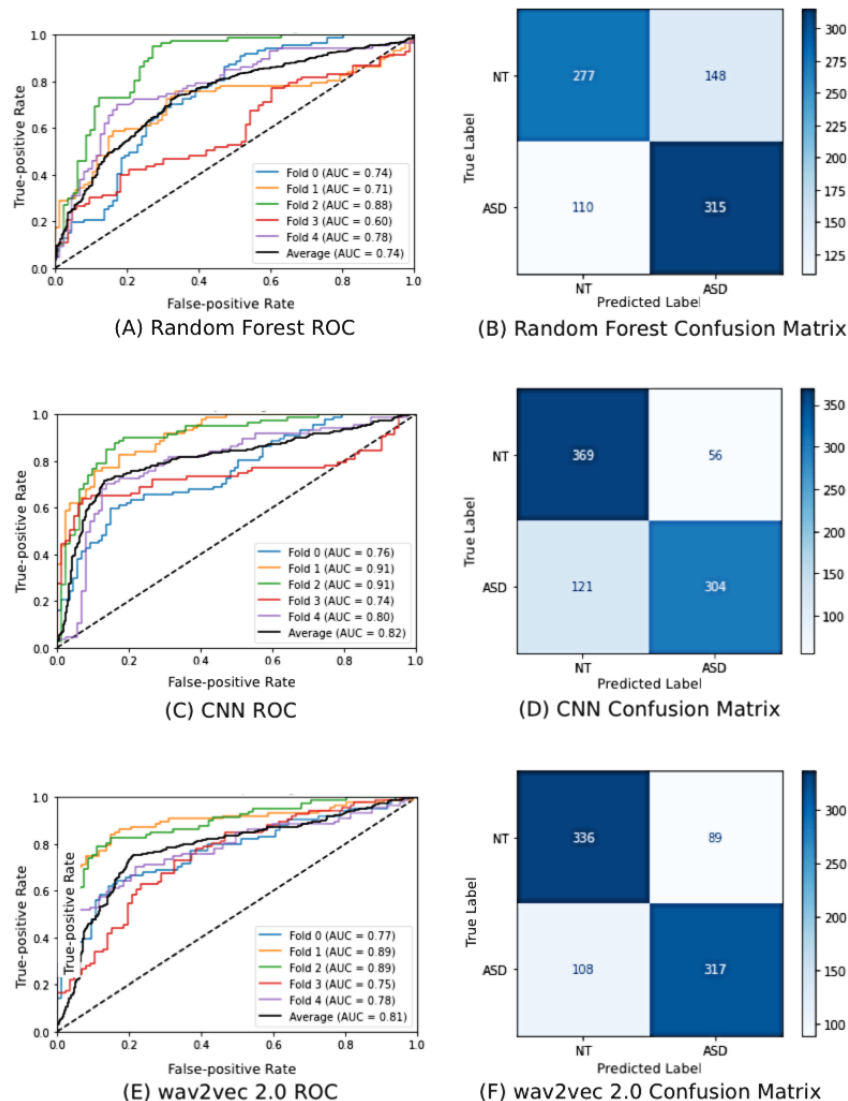 1.0
0.8
0.6
0.4
0.2
0.0
True-positive Rate
Fold 0 (AUC = 0.74)
Fold 1 (AUC = 0.71)
Fold 2 (AUC = 0.88)
Fold 3 (AUC = 0.60)
Fold 4 (AUC = 0.78)
Average (AUC = 0.74)
0.0 0.2 0.4 0.6 0.8 1.0
False-positive Rate
(A) Random Forest ROC
True Label
NT 277 148
ASD 110 315
NT ASD
Predicted Label
300
275
250
225
200
175
150
125
(B) Random Forest Confusion Matrix
1.0
0.8
0.6
0.4
0.2
0.0
True-positive Rate
Fold 0 (AUC = 0.76)
Fold 1 (AUC = 0.91)
Fold 2 (AUC = 0.91)
Fold 3 (AUC = 0.74)
Fold 4 (AUC = 0.80)
Average (AUC = 0.82)
0.0 0.2 0.4 0.6 0.8 1.0
False-positive Rate
(C) CNN ROC
True Label
NT 369 56
ASD 121 304
NT ASD
Predicted Label
350
300
250
200
150
100
(D) CNN Confusion Matrix
1.0
0.8
0.6
0.4
0.2
0.0
True-positive Rate
True-positive Rate
Fold 0 (AUC = 0.77)
Fold 1 (AUC = 0.89)
Fold 2 (AUC = 0.89)
Fold 3 (AUC = 0.75)
Fold 4 (AUC = 0.78)
Average (AUC = 0.81)
0.0 0.2 0.4 0.6 0.8 1.0
False-positive Rate
(E) wav2vec 2.0 ROC
True Label
NT 336 89
ASD 108 317
NT ASD
Predicted Label
300
250
200
150
100
(F) wav2vec 2.0 Confusion Matrix